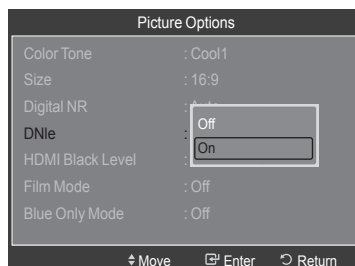 Picture Options
Color Tone : Cool1
Size : 16:9
Digital NR :
DNIe : Off
On
HDMI Black Level :
Film Mode : Off
Blue Only Mode : Off
Move Enter Return